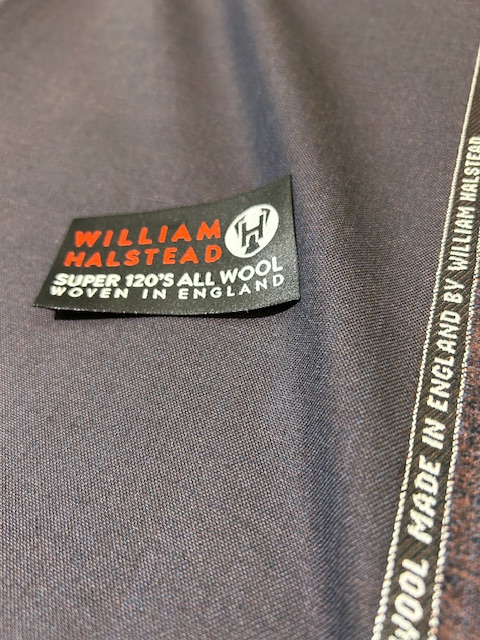 WILLIAM
HALSTEAD
SUPER 120'S ALL WOOL
WOVEN IN ENGLAND
WOOL MADE IN ENGLAND BY WILLIAM HALSTEAD